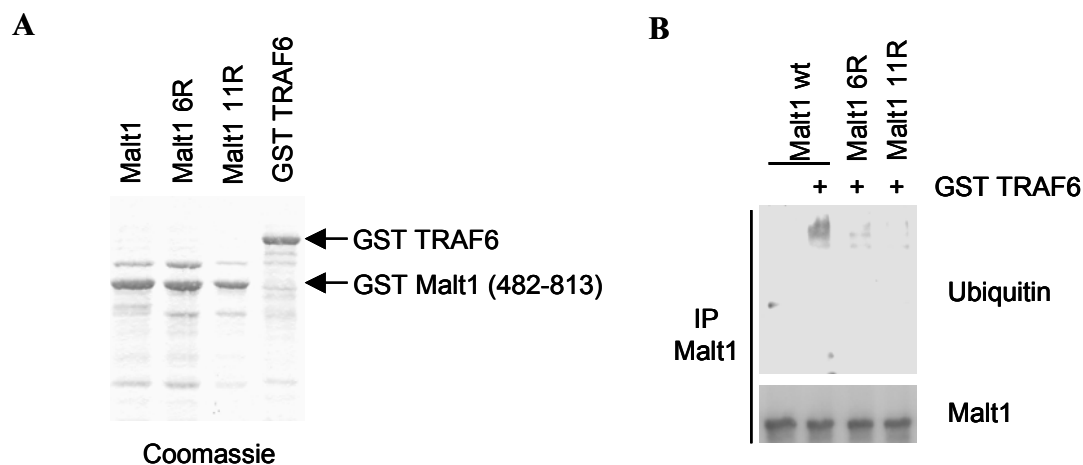 A
Malt1
Malt1 6R
Malt1 11R
GST TRAF6
GST TRAF6
GST Malt1 (482-813)
Coomassie
B
Malt1 wt
Malt1 6R
Malt1 11R
+ + + GST TRAF6
IP
Malt1
Ubiquitin
Malt1